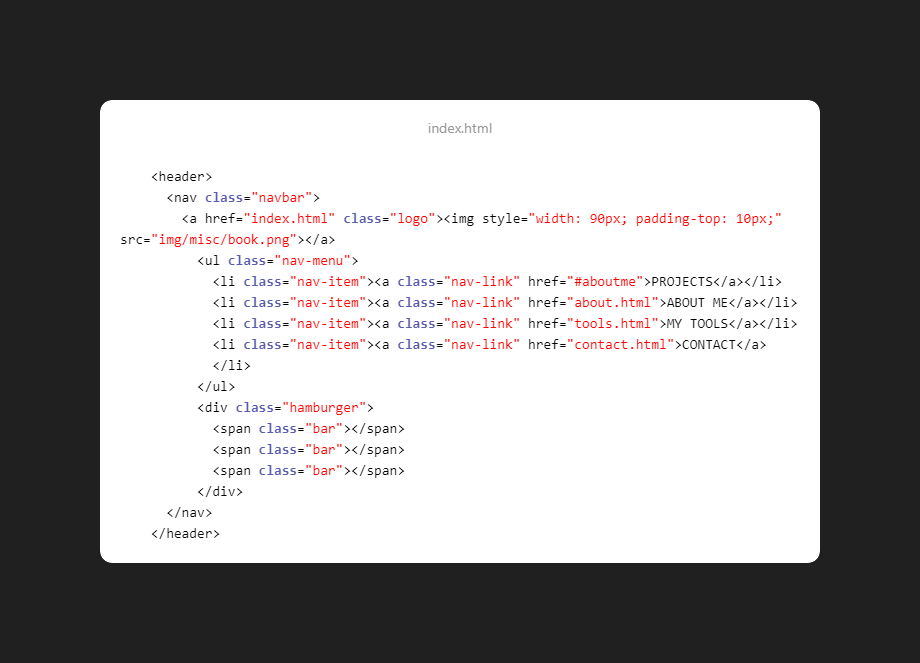 index.html
<header>
<nav class="navbar">
<a href="index.html" class="logo"><img style="width: 90px; padding-top: 10px;"
src="img/misc/book.png"></a>
<ul class="nav-menu">
<li class="nav-item"><a class="nav-link" href="#aboutme">PROJECTS</a></li>
<li class="nav-item"><a class="nav-link" href="about.html">ABOUT ME</a></li>
<li class="nav-item"><a class="nav-link" href="tools.html">MY TOOLS</a></li>
<li class="nav-item"><a class="nav-link" href="contact.html">CONTACT</a>
</li>
</ul>
<div class="hamburger">
<span class="bar"></span>
<span class="bar"></span>
<span class="bar"></span>
</div>
</nav>
</header>